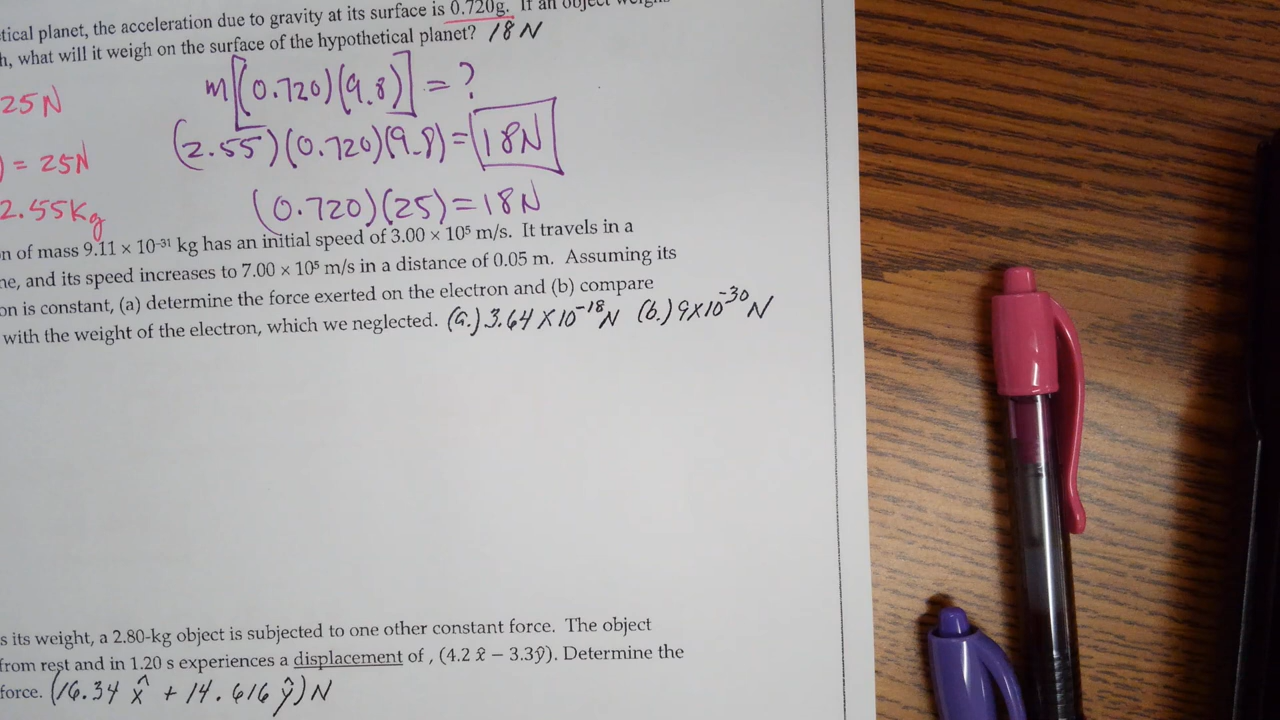 tical planet, the acceleration due to gravity at its surface is 0.720g. If an object weighs
h, what will it weigh on the surface of the hypothetical planet? 18N
25N
m[(0.720)(9.8)] = ?
(2.55)(0.720)(9.8)= 18N
) = 25N
2.55Kg
(0.720)(25)=18N
n of mass 9.11 × 10⁻³¹ kg has an initial speed of 3.00 × 10⁵ m/s. It travels in a
ne, and its speed increases to 7.00 × 10⁵ m/s in a distance of 0.05 m. Assuming its
on is constant, (a) determine the force exerted on the electron and (b) compare
with the weight of the electron, which we neglected. (a.) 3.64 X 10⁻¹⁸ N (b.) 9X10⁻³⁰ N
s its weight, a 2.80-kg object is subjected to one other constant force. The object
from rest and in 1.20 s experiences a displacement of , (4.2 x̂ − 3.3ŷ). Determine the
force. (16.34 x̂ + 14.616 ŷ) N